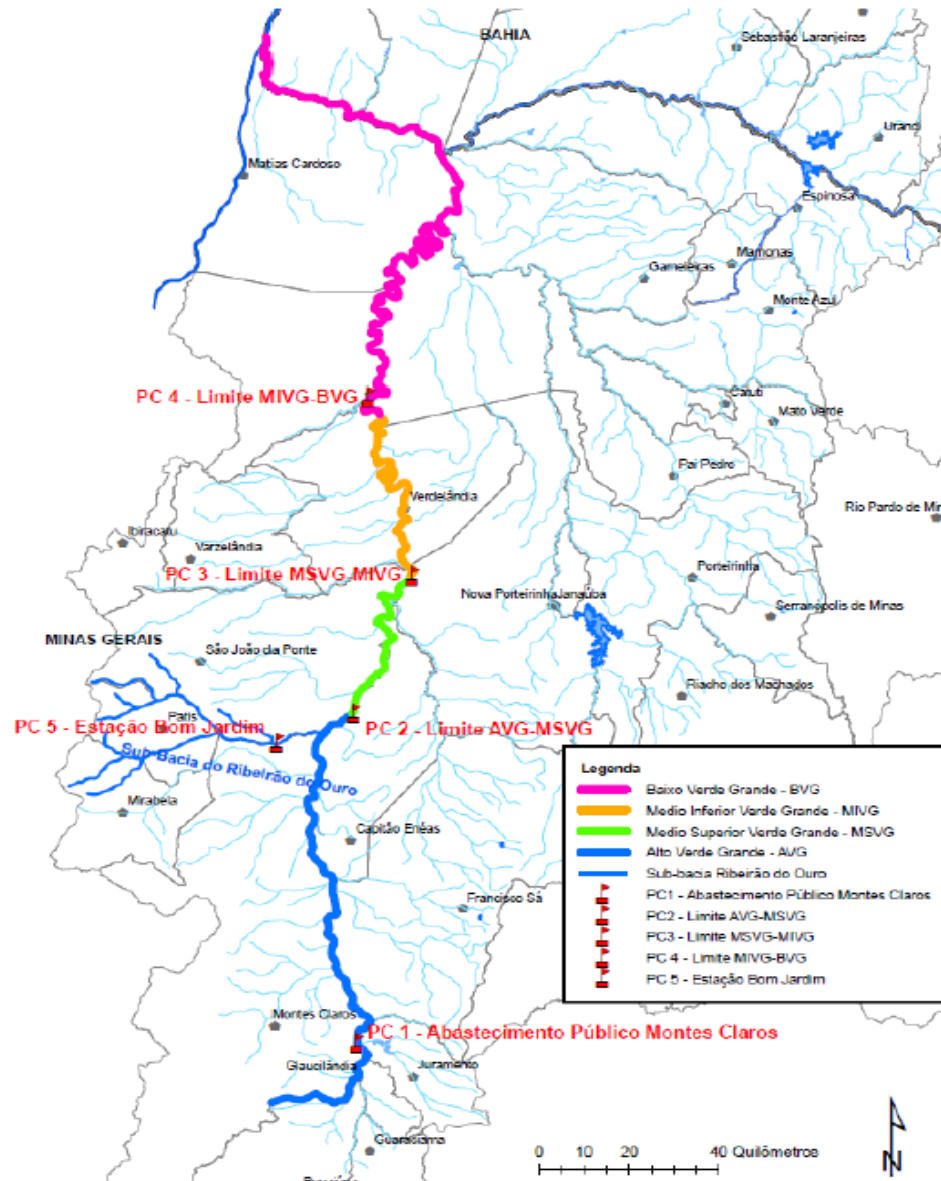 BAHIA
Sebastião Laranjeiras
Urandi
Matias Cardoso
Espinosa
Mamonas
Gameleiras
Monte Azul
PC 4 - Limite MIVG-BVG
Catuti
Mato Verde
Pai Pedro
Verdelândia
Rio Pardo de Min
Ibiracatu
Varzelândia
PC 3 - Limite MSVG-MIVG
Porteirinha
Nova Porteirinha
Janaúba
Serranópolis de Minas
MINAS GERAIS
São João da Ponte
Riacho dos Machados
Patis
PC 5 - Estação Bom Jardim
PC 2 - Limite AVG-MSVG
Sub-Bacia do Ribeirão do Ouro
Mirabela
Capitão Enéas
Francisco Sá
Legenda
Baixo Verde Grande - BVG
Medio Inferior Verde Grande - MIVG
Medio Superior Verde Grande - MSVG
Alto Verde Grande - AVG
Sub-bacia Ribeirão do Ouro
PC1 - Abastecimento Público Montes Claros
PC2 - Limite AVG-MSVG
PC3 - Limite MSVG-MIVG
PC 4 - Limite MIVG-BVG
PC 5 - Estação Bom Jardim
Montes Claros
PC 1 - Abastecimento Público Montes Claros
Glaucilândia
Juramento
Guaraciama
0 10 20 40 Quilômetros
N